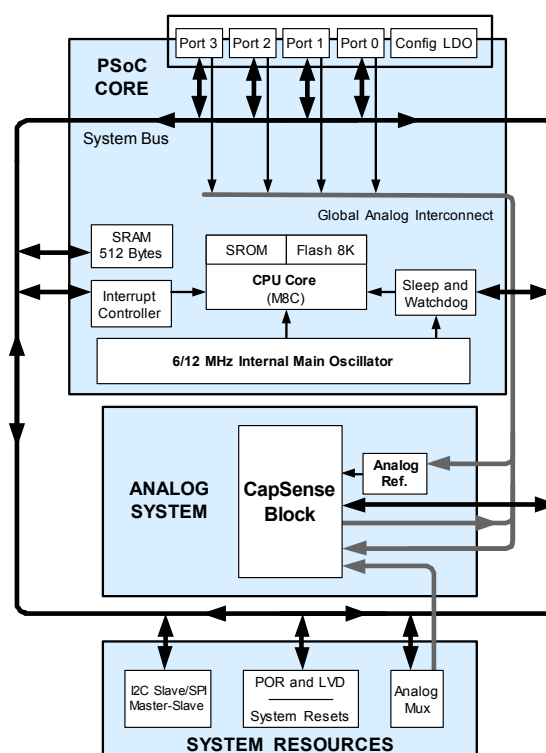 Port 3 Port 2 Port 1 Port 0 Config LDO
PSoC
CORE
System Bus
Global Analog Interconnect
SRAM
512 Bytes
SROM Flash 8K
CPU Core
(M8C)
Interrupt
Controller
Sleep and
Watchdog
6/12 MHz Internal Main Oscillator
ANALOG
SYSTEM
CapSense
Block
Analog
Ref.
I2C Slave/SPI
Master-Slave
POR and LVD
System Resets
Analog
Mux
SYSTEM RESOURCES